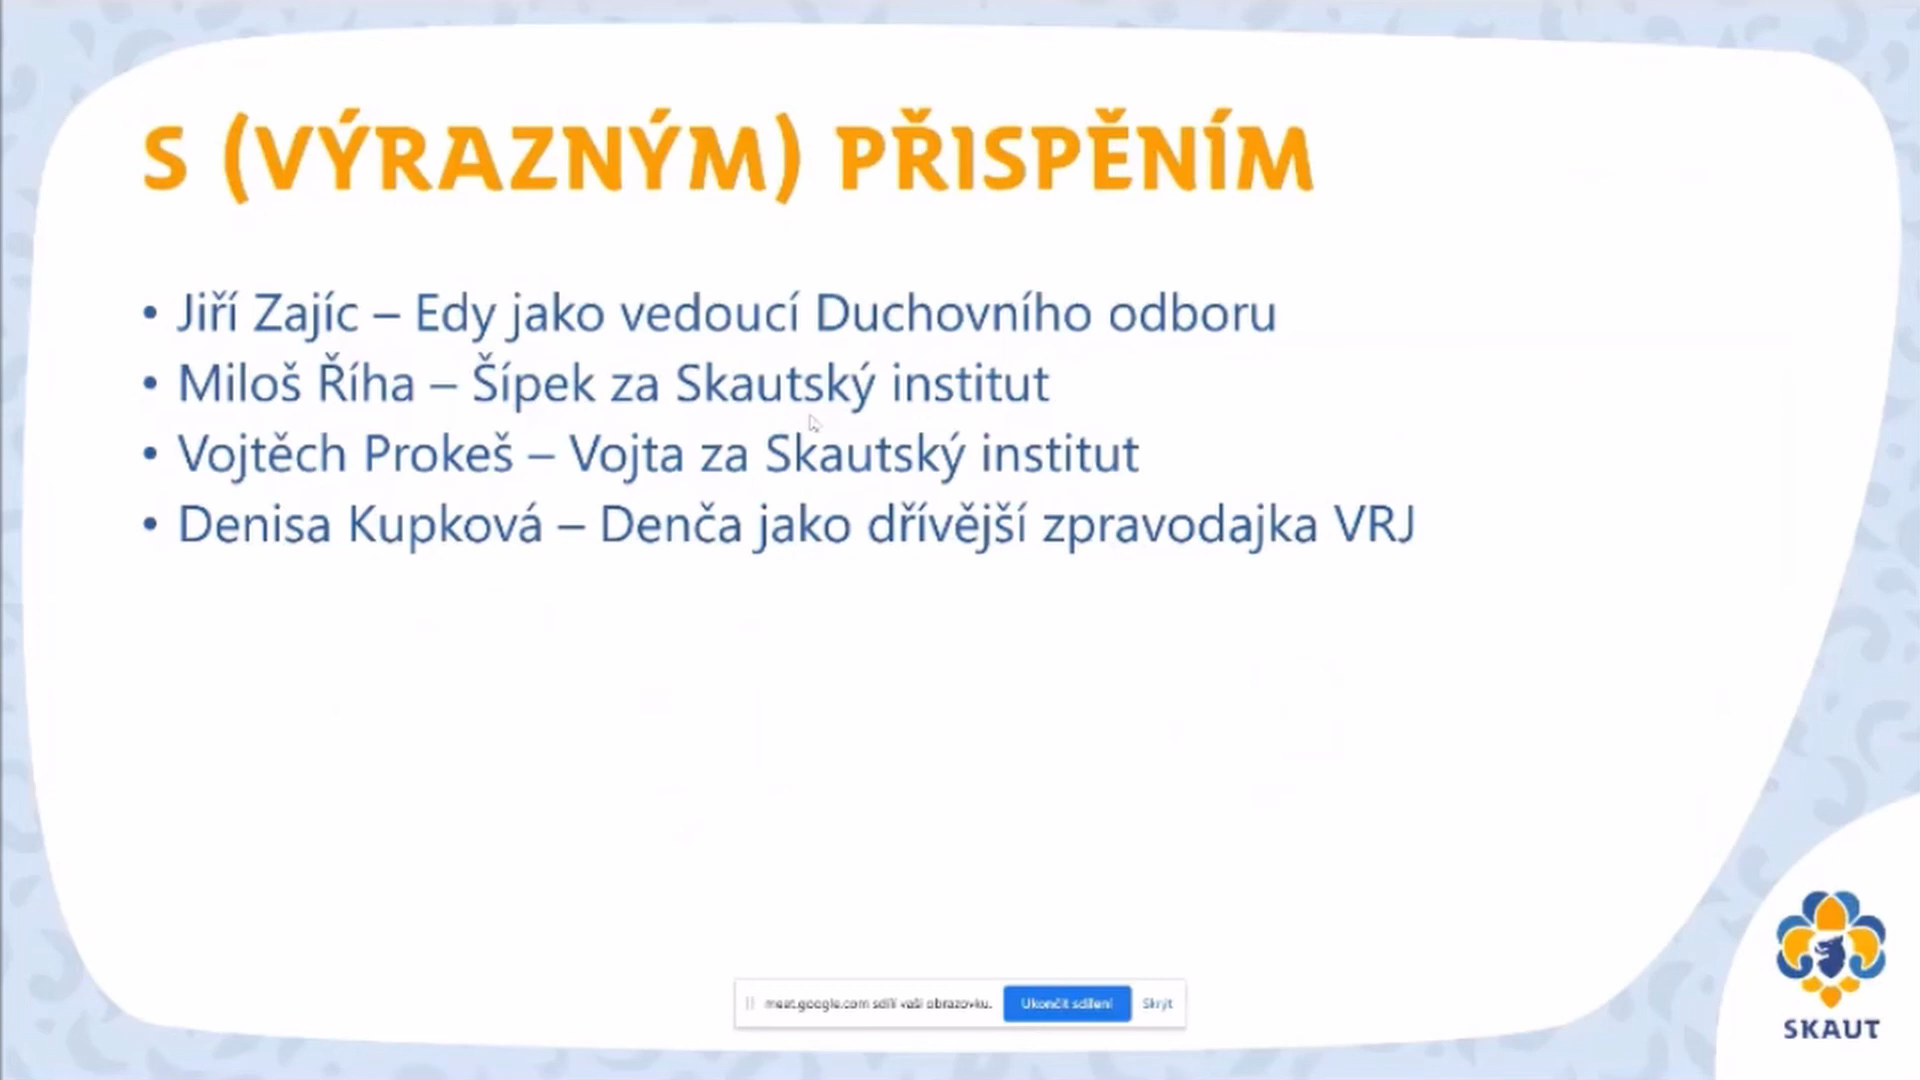 S (VÝRAZNÝM) PŘISPĚNÍM
• Jiří Zajíc – Edy jako vedoucí Duchovního odboru
• Miloš Říha – Šípek za Skautský institut
• Vojtěch Prokeš – Vojta za Skautský institut
• Denisa Kupková – Denča jako dřívější zpravodajka VRJ
meet.google.com sdílí vaši obrazovku. Ukončit sdílení Skrýt
SKAUT